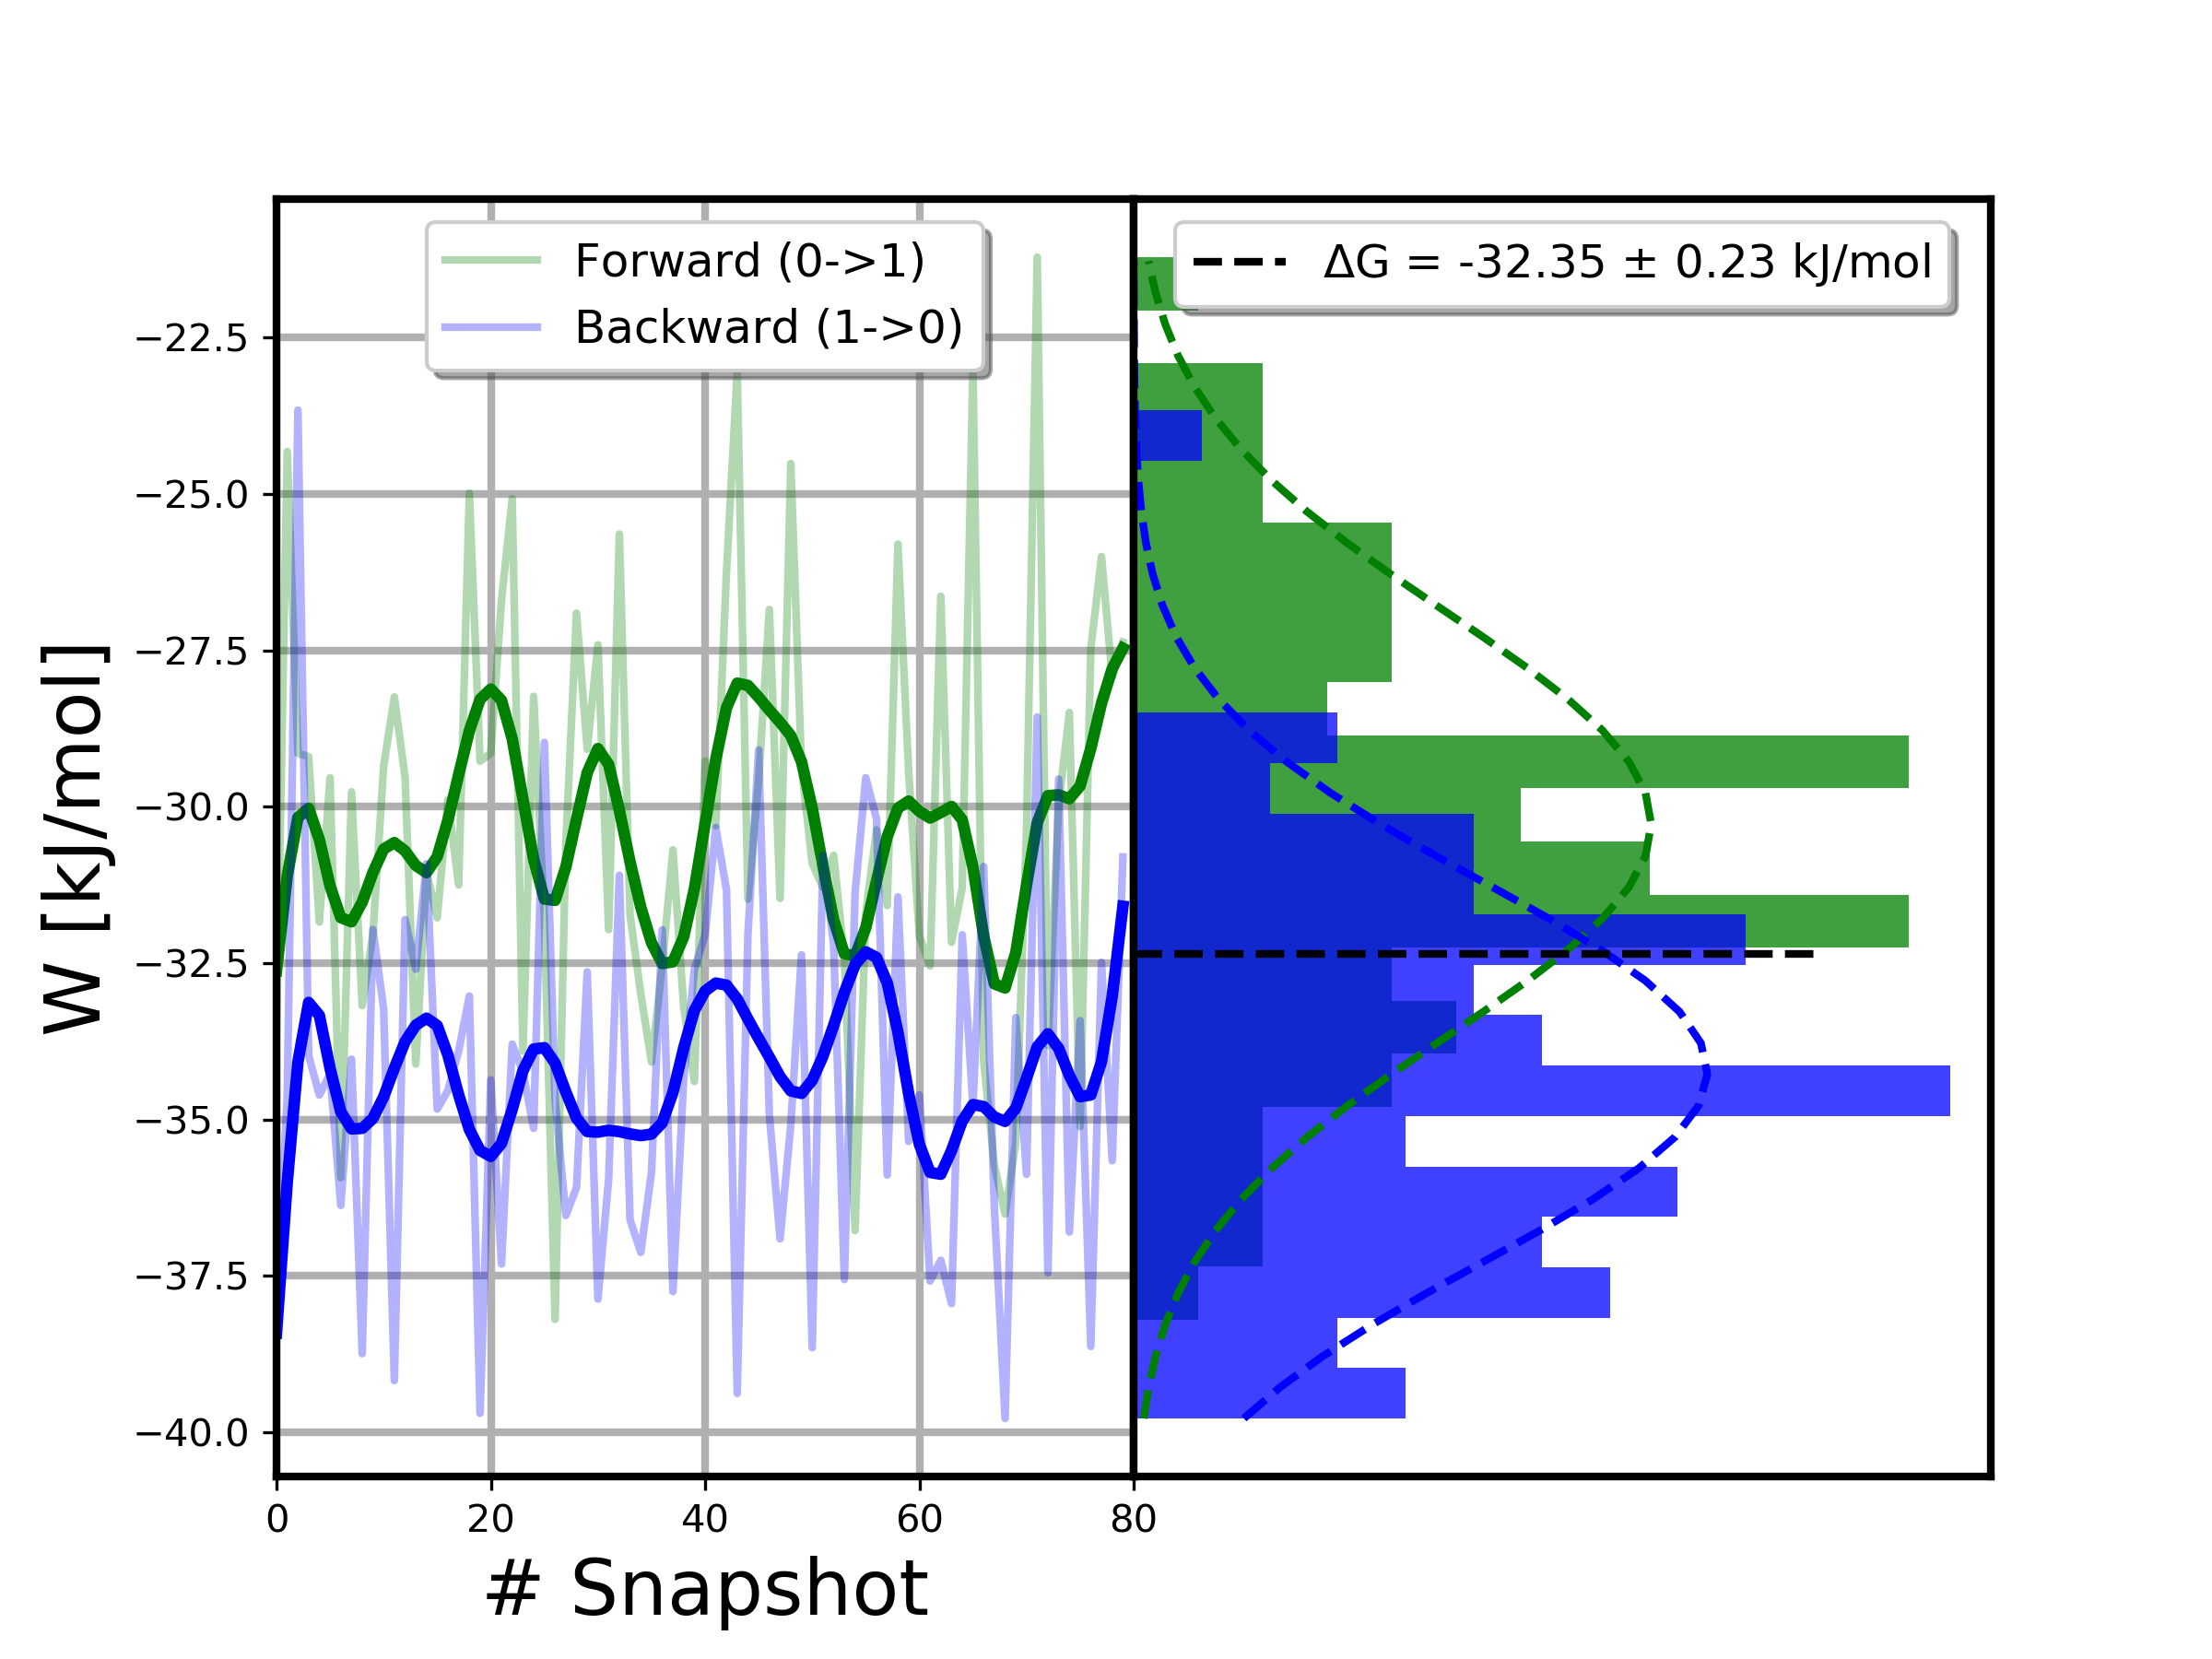 Forward (0->1)
Backward (1->0)
ΔG = -32.35 ± 0.23 kJ/mol
−22.5
−25.0
−27.5
−30.0
−32.5
−35.0
−37.5
−40.0
W [kJ/mol]
0 20 40 60 80
# Snapshot